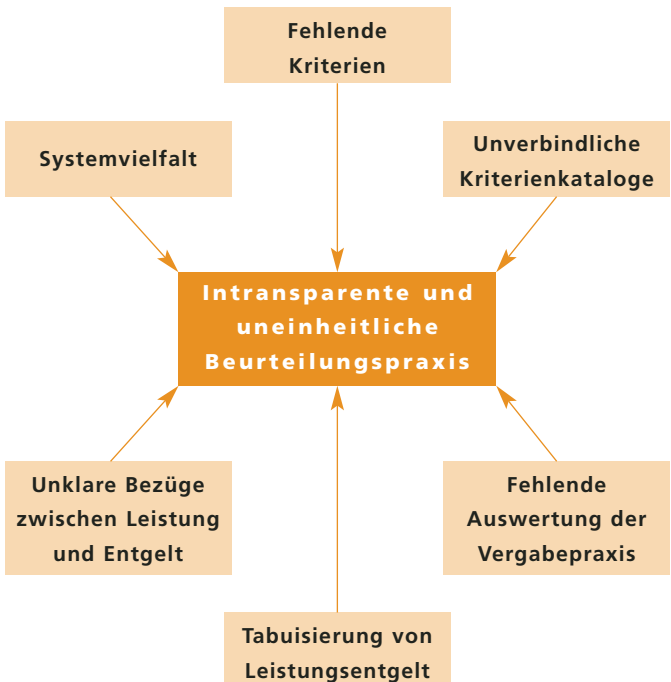 Fehlende
Kriterien
Systemvielfalt
Unverbindliche
Kriterienkataloge
Intransparente und
uneinheitliche
Beurteilungspraxis
Unklare Bezüge
zwischen Leistung
und Entgelt
Fehlende
Auswertung der
Vergabepraxis
Tabuisierung von
Leistungsentgelt